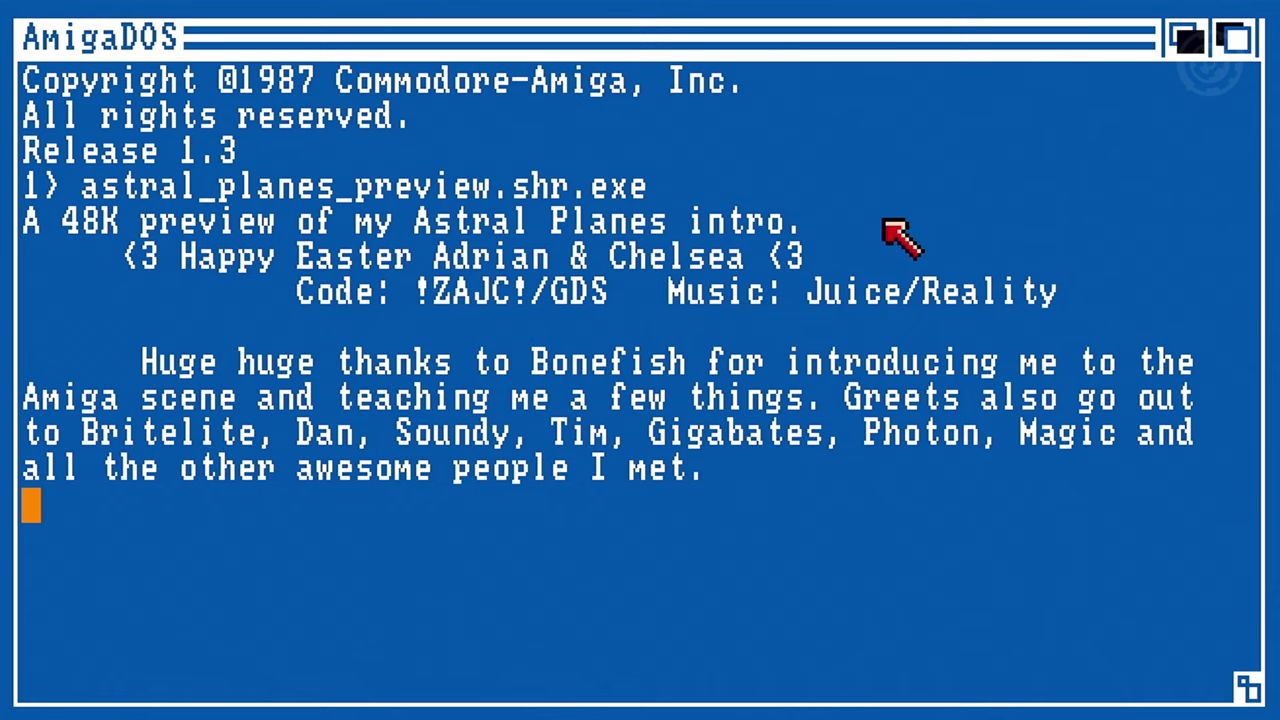 AmigaDOS
Copyright ©1987 Commodore-Amiga, Inc.
All rights reserved.
Release 1.3
1> astral_planes_preview.shr.exe
A 48K preview of my Astral Planes intro.
<3 Happy Easter Adrian & Chelsea <3
Code: !ZAJC!/GDS   Music: Juice/Reality
Huge huge thanks to Bonefish for introducing me to the
Amiga scene and teaching me a few things. Greets also go out
to Britelite, Dan, Soundy, Tim, Gigabates, Photon, Magic and
all the other awesome people I met.